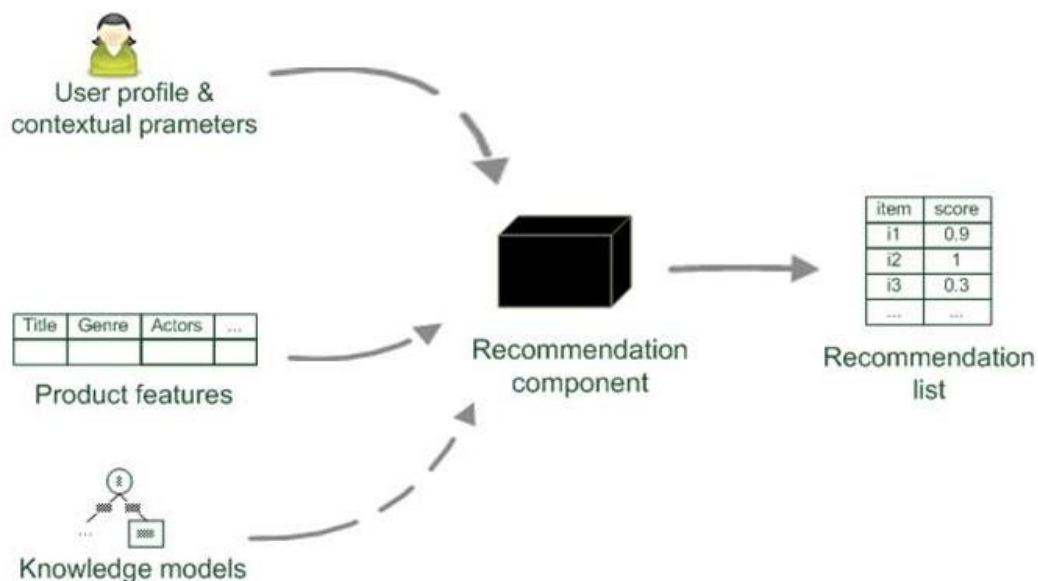 User profile &
contextual prameters
Title Genre Actors ...
Product features
...
Knowledge models
Recommendation
component
item score
i1 0.9
i2 1
i3 0.3
... ...
Recommendation
list